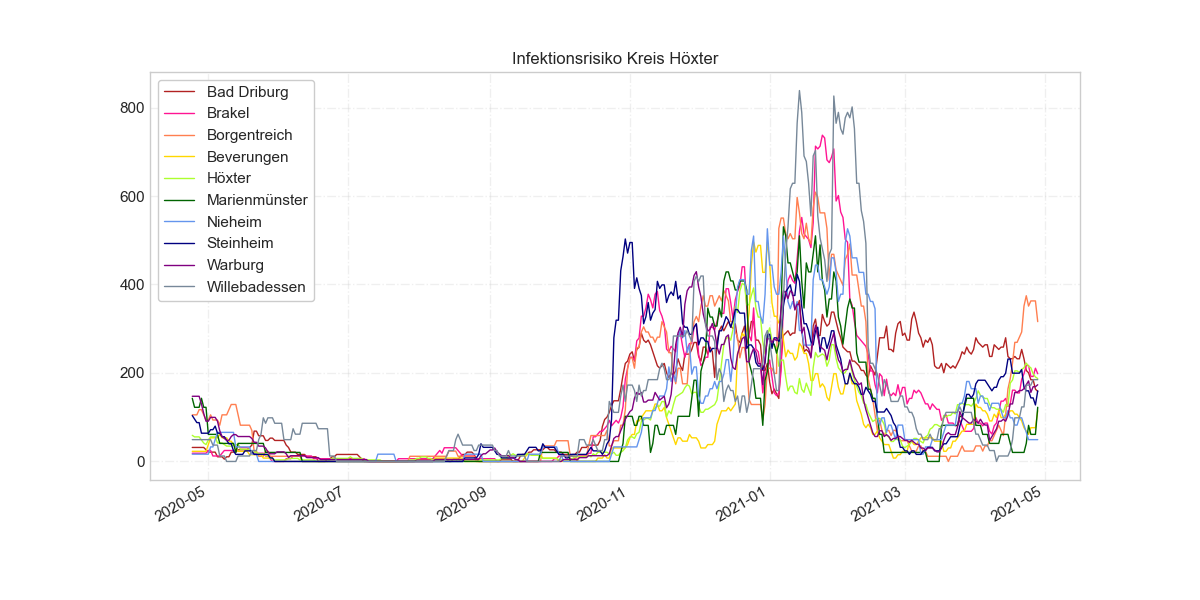 Infektionsrisiko Kreis Höxter
Bad Driburg
Brakel
Borgentreich
Beverungen
Höxter
Marienmünster
Nieheim
Steinheim
Warburg
Willebadessen
800
600
400
200
0
2020-05
2020-07
2020-09
2020-11
2021-01
2021-03
2021-05